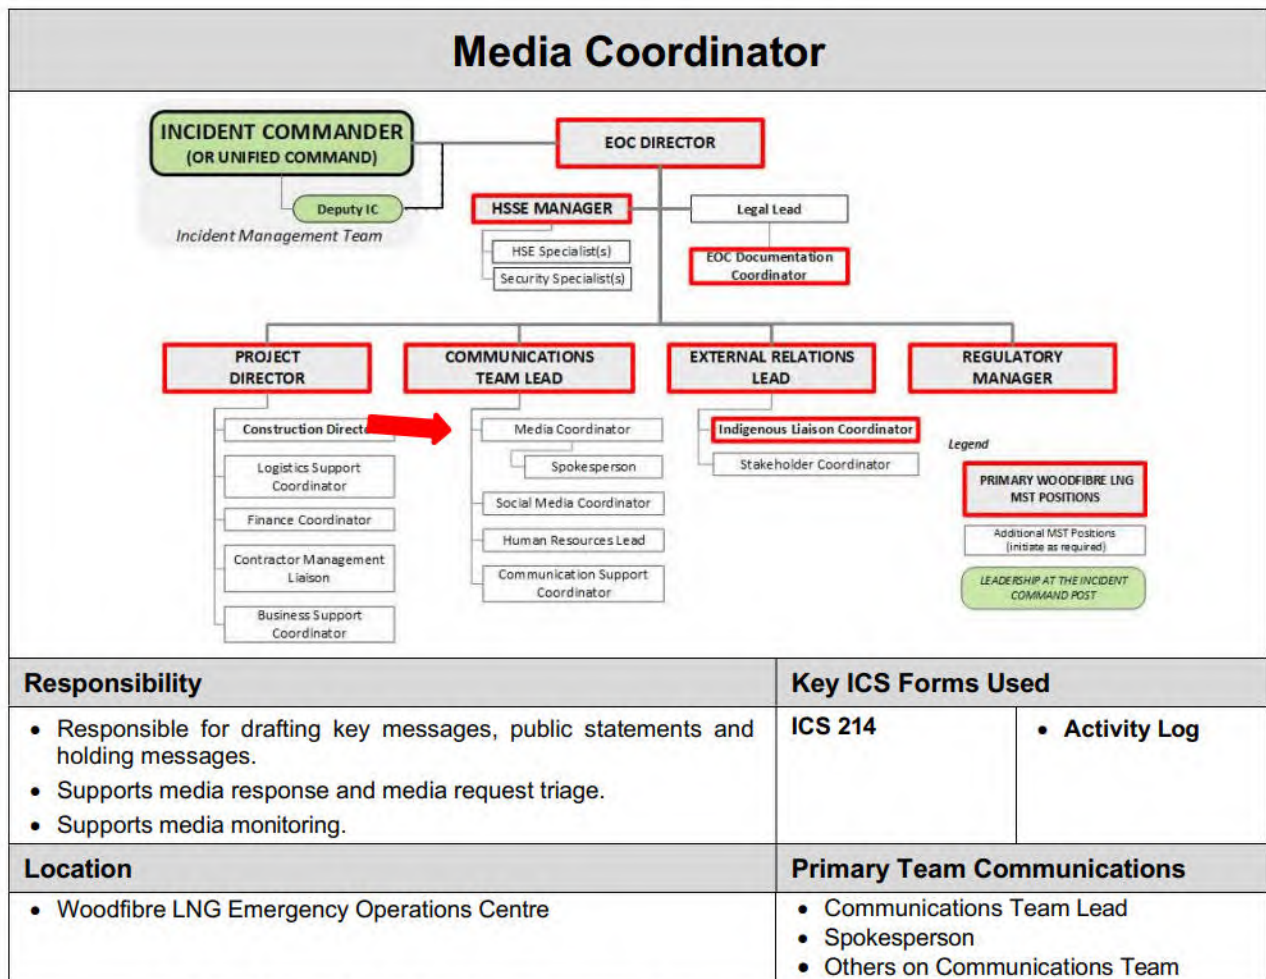 Media Coordinator
INCIDENT COMMANDER
(OR UNIFIED COMMAND)
EOC DIRECTOR
Deputy IC
Incident Management Team
HSSE MANAGER
Legal Lead
HSE Specialist(s)
Security Specialist(s)
EOC Documentation
Coordinator
PROJECT
DIRECTOR
COMMUNICATIONS
TEAM LEAD
EXTERNAL RELATIONS
LEAD
REGULATORY
MANAGER
Construction Direct
Logistics Support
Coordinator
Finance Coordinator
Contractor Management
Liaison
Business Support
Coordinator
Media Coordinator
Spokesperson
Social Media Coordinator
Human Resources Lead
Communication Support
Coordinator
Indigenous Liaison Coordinator
Stakeholder Coordinator
Legend
PRIMARY WOODFIBRE LNG
MST POSITIONS
Additional MST Positions
(initiate as required)
LEADERSHIP AT THE INCIDENT
COMMAND POST
Responsibility
• Responsible for drafting key messages, public statements and
holding messages.
• Supports media response and media request triage.
• Supports media monitoring.
Key ICS Forms Used
ICS 214
• Activity Log
Location
• Woodfibre LNG Emergency Operations Centre
Primary Team Communications
• Communications Team Lead
• Spokesperson
• Others on Communications Team